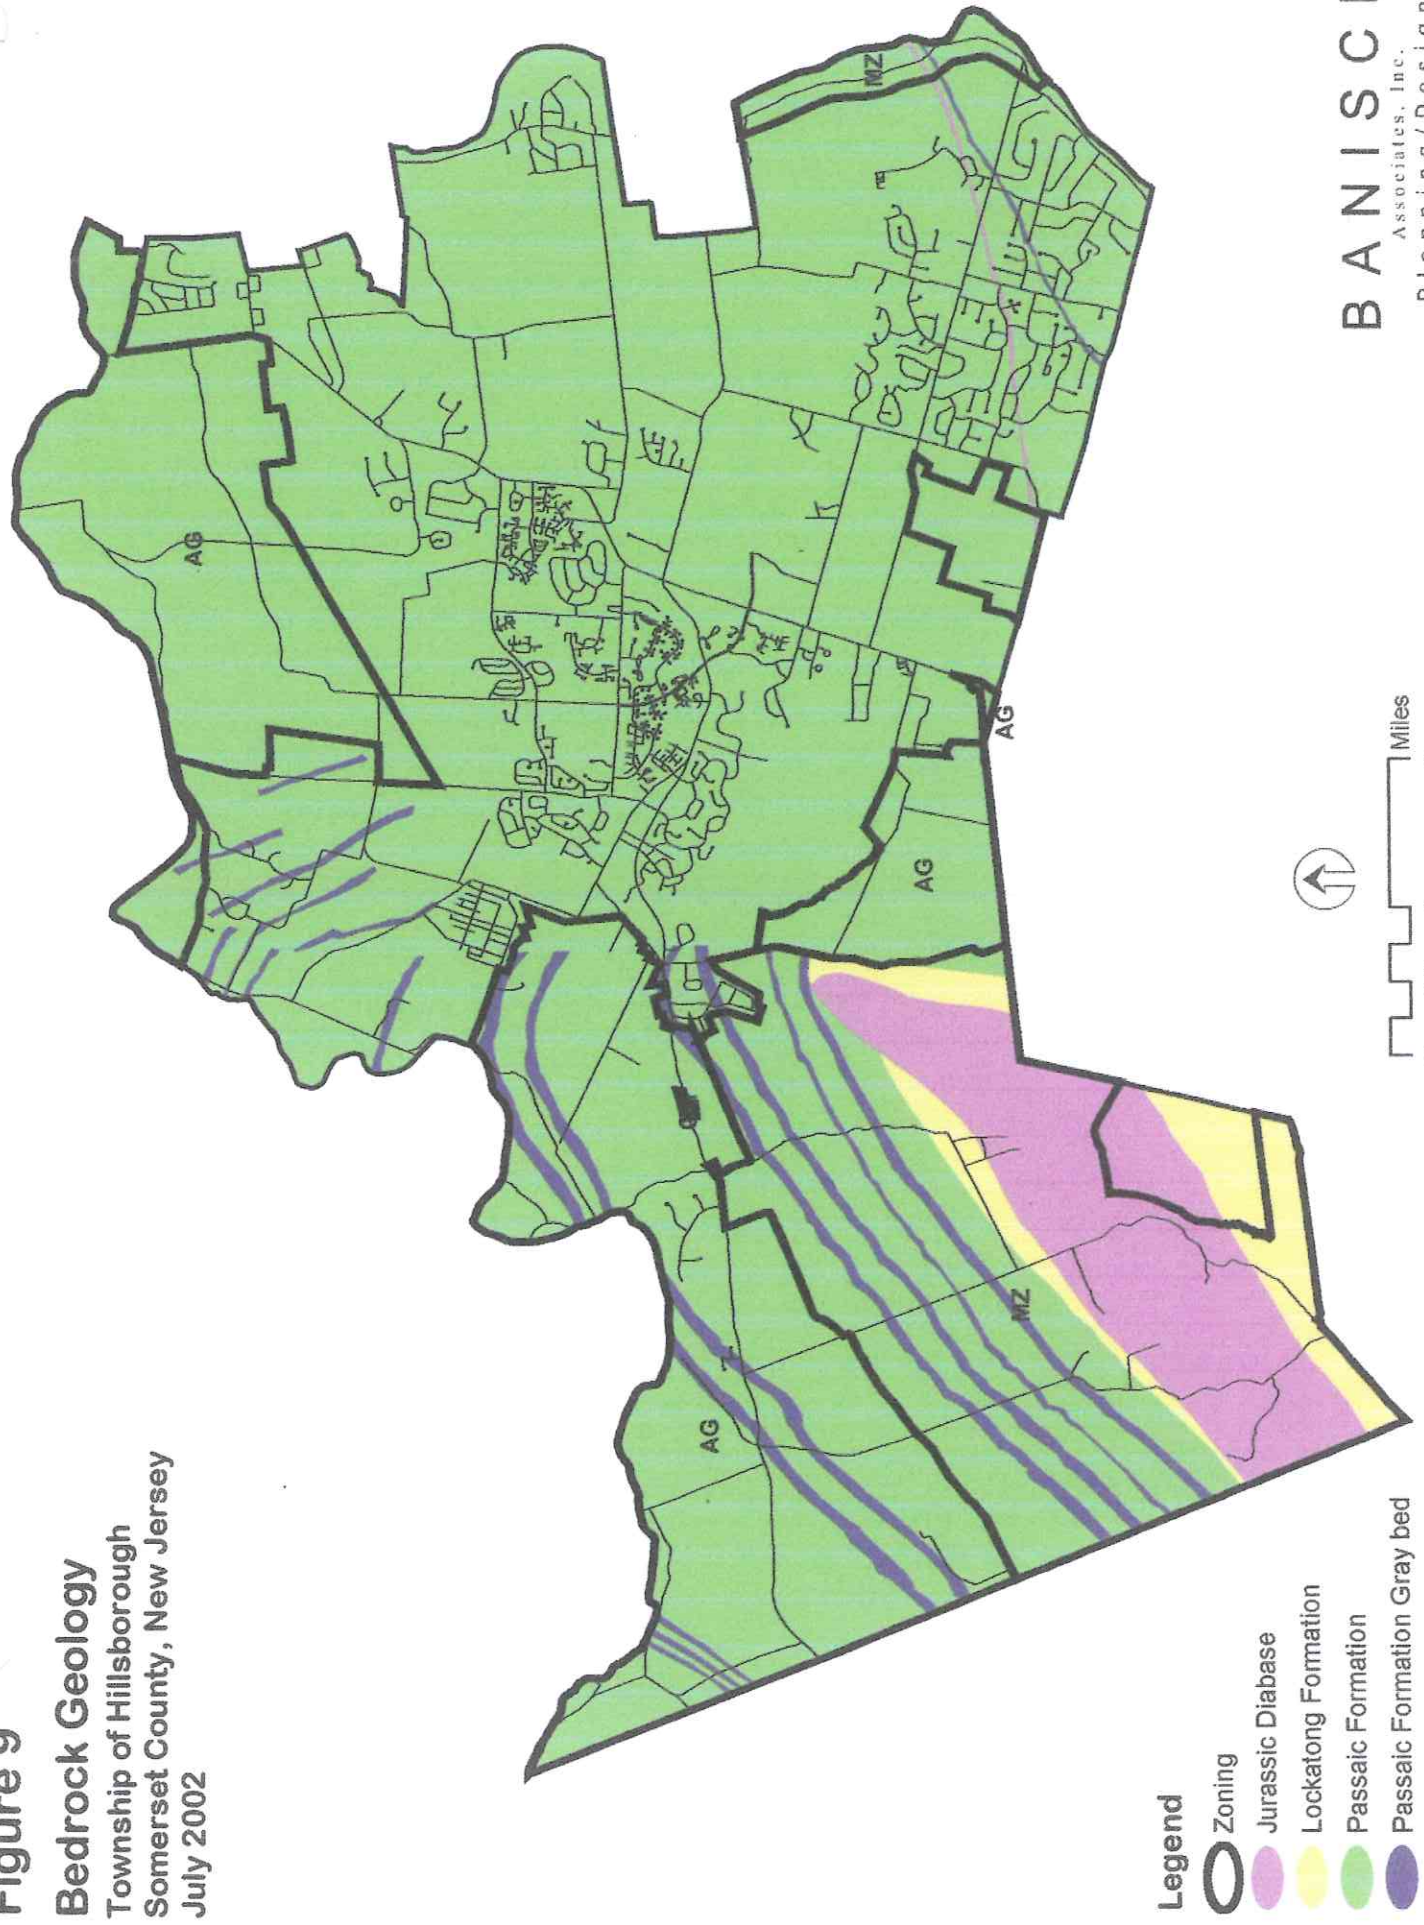 Figure 9
Bedrock Geology
Township of Hillsborough
Somerset County, New Jersey
July 2002
AG
AG
AG
AG
MZ
MZ
Legend
Zoning
Jurassic Diabase
Lockatong Formation
Passaic Formation
Passaic Formation Gray bed
Miles
BANISC
Associates, Inc.